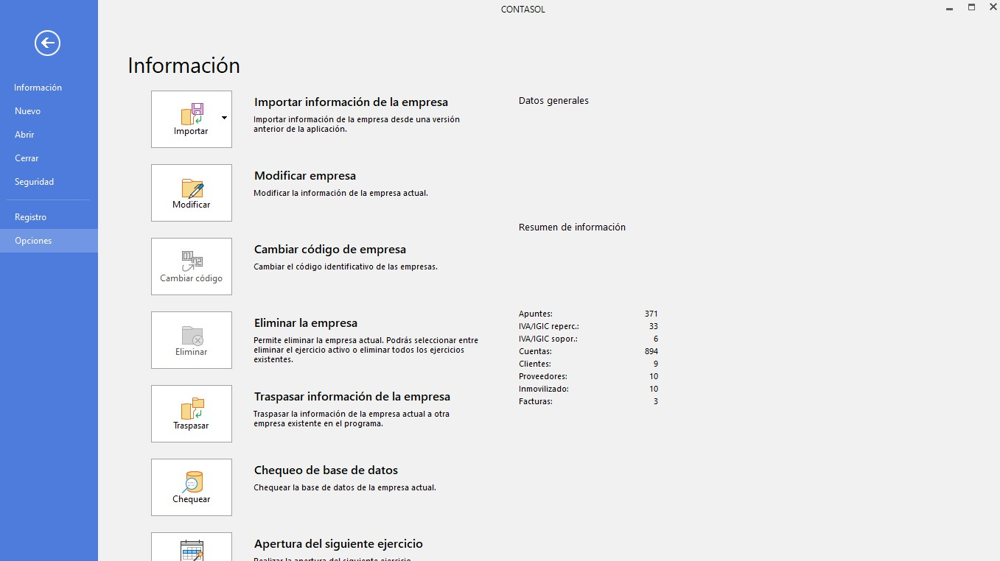 CONTASOL
Información
Nuevo
Abrir
Cerrar
Seguridad
Registro
Opciones
Información
Importar
Importar información de la empresa
Importar información de la empresa desde una versión
anterior de la aplicación.
Modificar
Modificar empresa
Modificar la información de la empresa actual.
Cambiar código
Cambiar código de empresa
Cambiar el código identificativo de las empresas.
Eliminar
Eliminar la empresa
Permite eliminar la empresa actual. Podrás seleccionar entre
eliminar el ejercicio activo o eliminar todos los ejercicios
existentes.
Traspasar
Traspasar información de la empresa
Traspasar la información de la empresa actual a otra
empresa existente en el programa.
Chequear
Chequeo de base de datos
Chequear la base de datos de la empresa actual.
Apertura del siguiente ejercicio
Realizar la apertura del siguiente ejercicio
Datos generales
Resumen de información
Apuntes: 371
IVA/IGIC reperc.: 33
IVA/IGIC sopor.: 6
Cuentas: 894
Clientes: 9
Proveedores: 10
Inmovilizado: 10
Facturas: 3